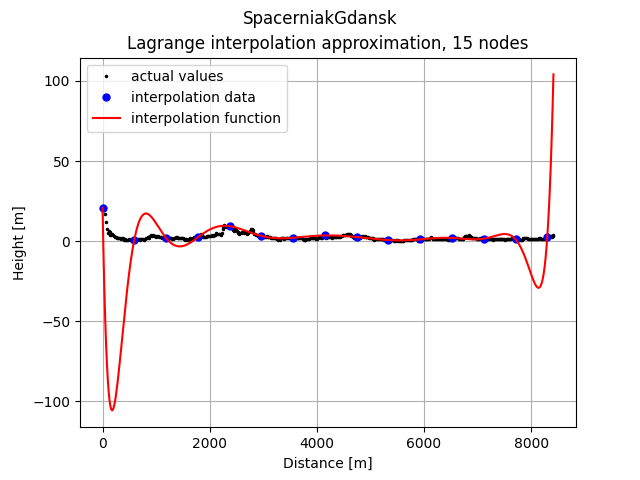 SpacerniakGdansk
Lagrange interpolation approximation, 15 nodes
actual values
interpolation data
interpolation function
Height [m]
100
50
0
−50
−100
0 2000 4000 6000 8000
Distance [m]